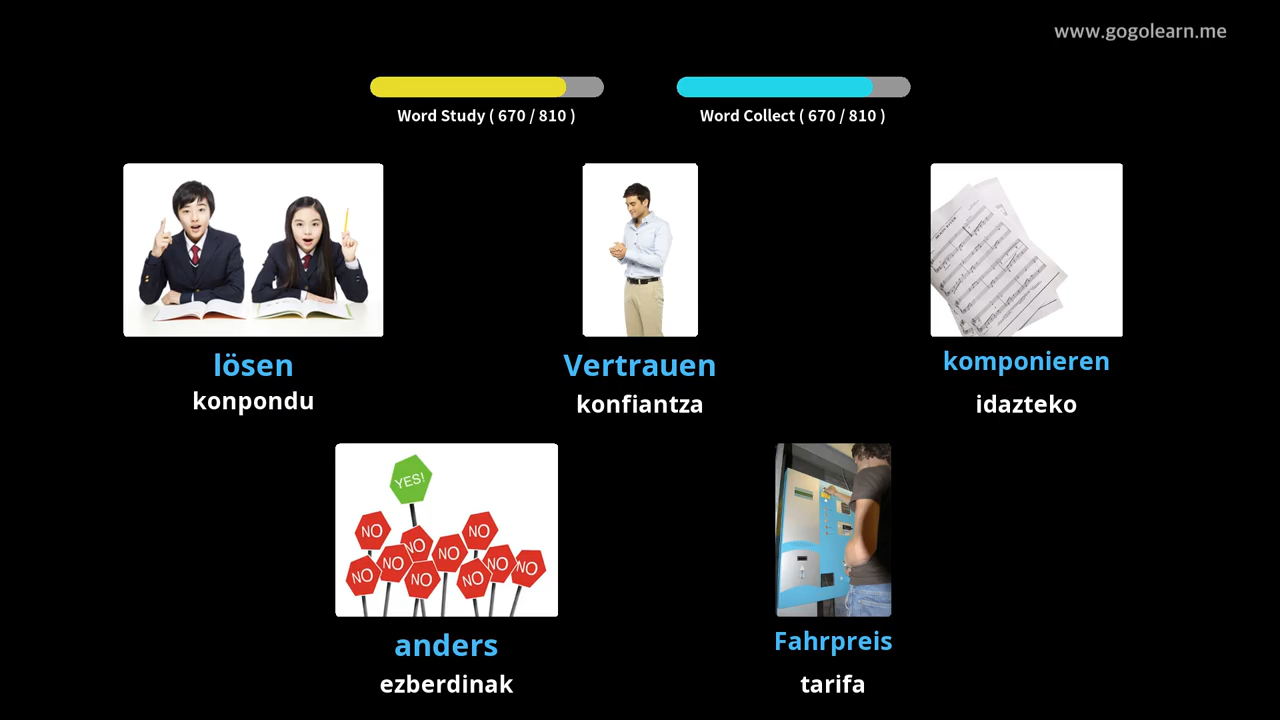 www.gogolearn.me
Word Study ( 670 / 810 )
Word Collect ( 670 / 810 )
lösen
konpondu
Vertrauen
konfiantza
komponieren
idazteko
YES!
NO
NO
NO
NO
NO
NO
NO
NO
NO
NO
anders
ezberdinak
Fahrpreis
tarifa